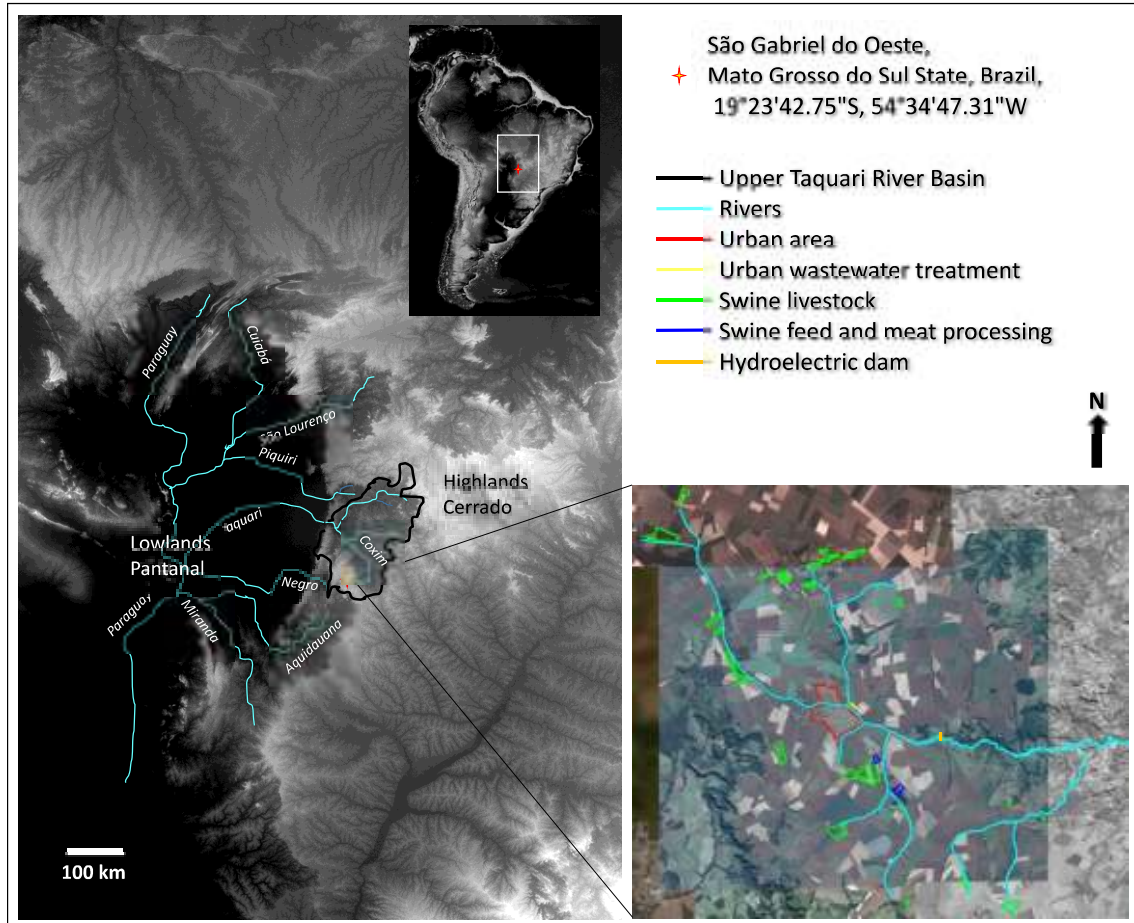 São Gabriel do Oeste,
Mato Grosso do Sul State, Brazil,
19°23'42.75"S, 54°34'47.31"W
Upper Taquari River Basin
Rivers
Urban area
Urban wastewater treatment
Swine livestock
Swine feed and meat processing
Hydroelectric dam
N
Paraguay
Cuiabá
São Lourenço
Piquiri
Highlands
Cerrado
aquari
Coxim
Lowlands
Pantanal
Negro
Paraguay
Miranda
Aquidauana
100 km